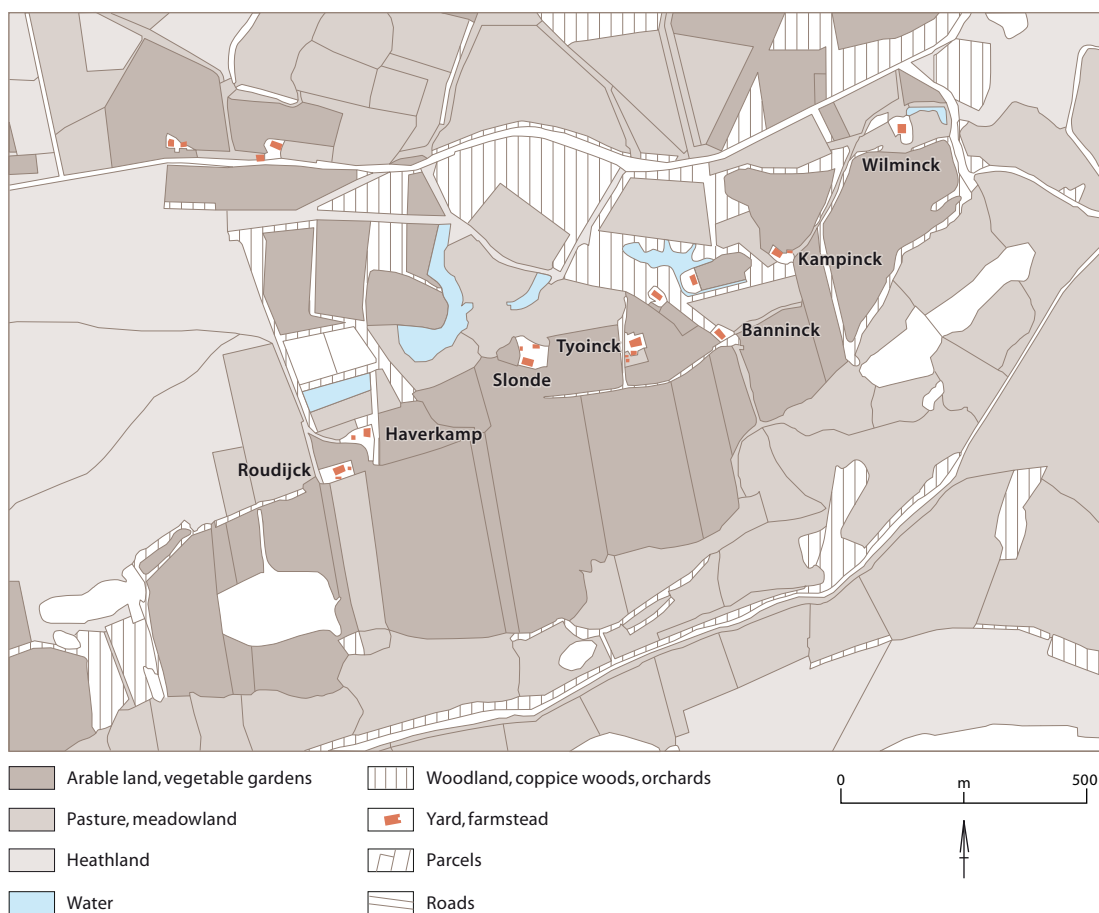 Wilminck
Kampinck
Banninck
Tyoinck
Slonde
Haverkamp
Roudijck
Arable land, vegetable gardens
Pasture, meadowland
Heathland
Water
Woodland, coppice woods, orchards
Yard, farmstead
Parcels
Roads
0 m 500